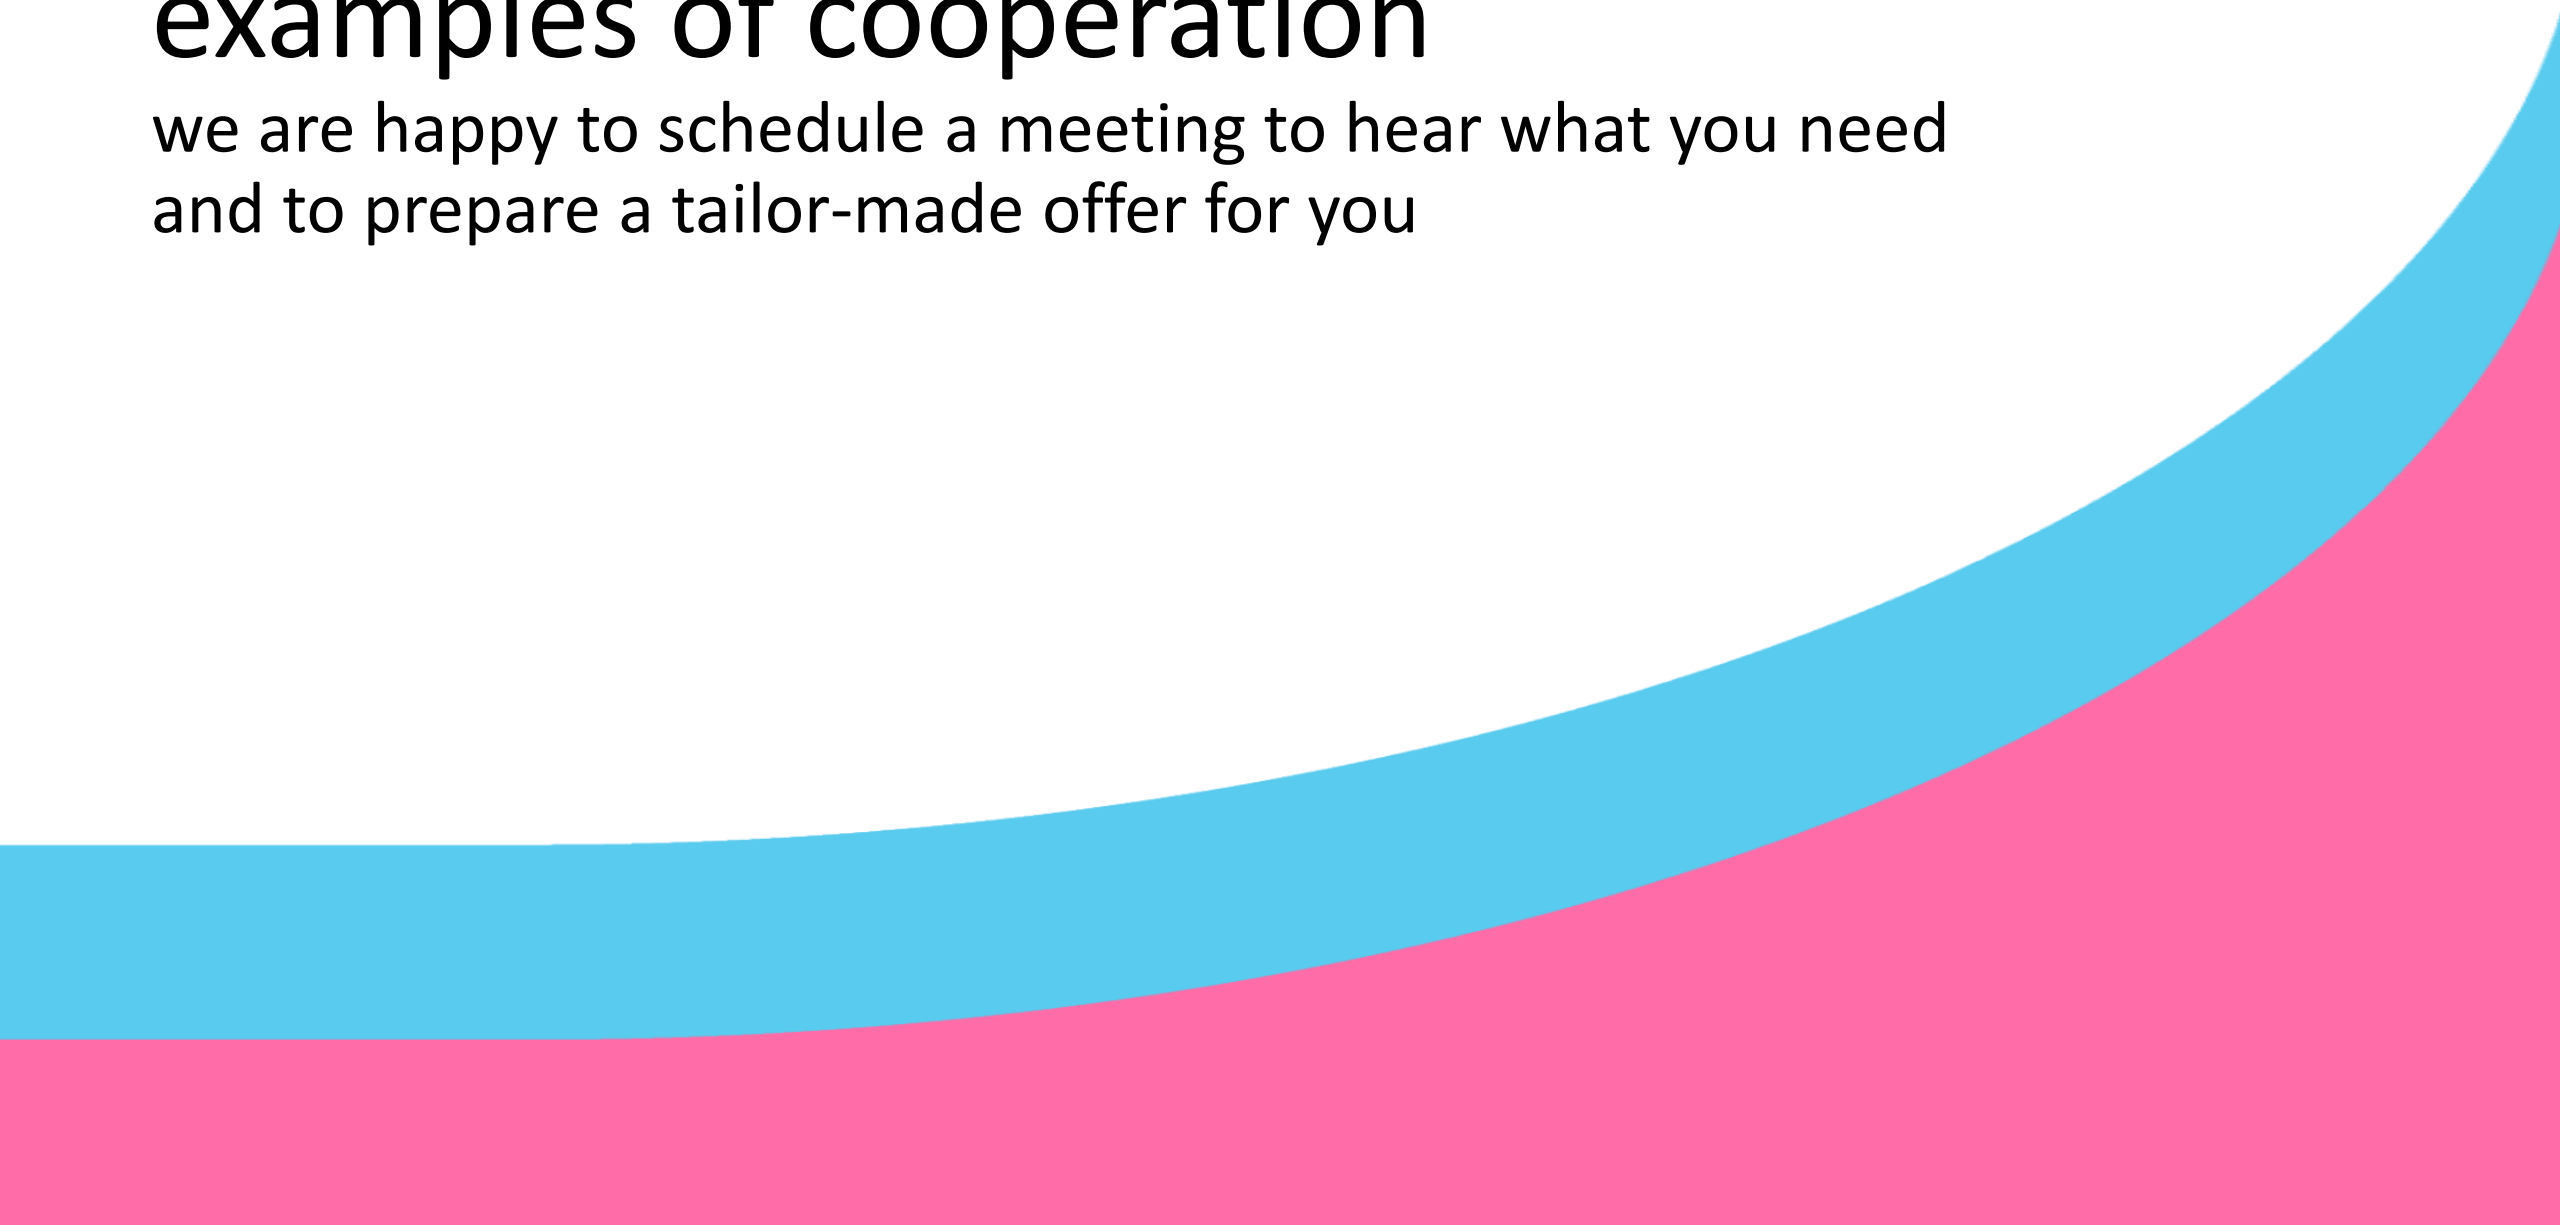 examples of cooperation
we are happy to schedule a meeting to hear what you need
and to prepare a tailor-made offer for you